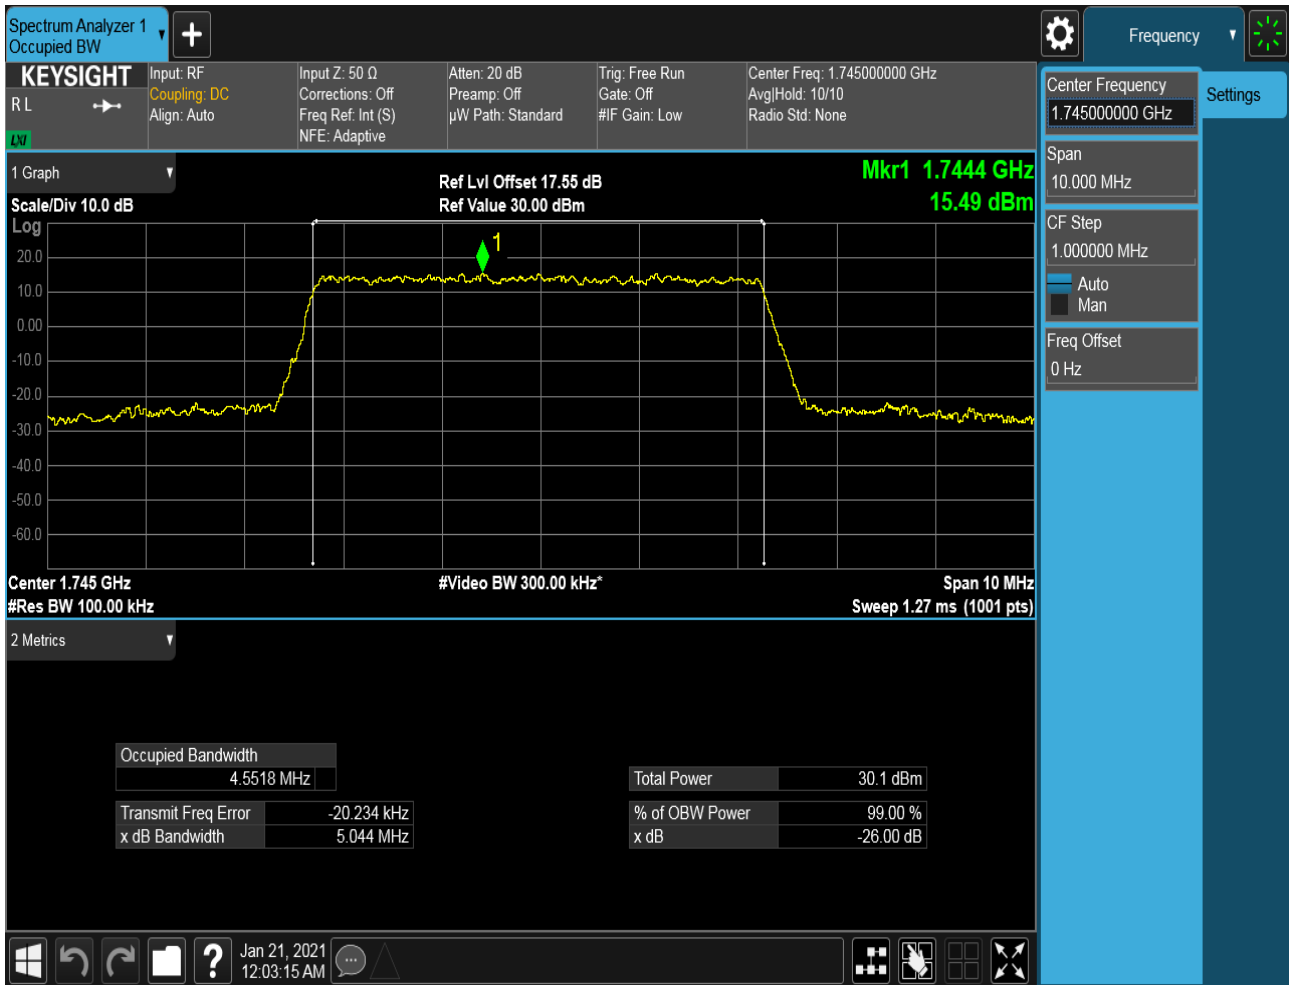 Spectrum Analyzer 1
Occupied BW
Frequency
KEYSIGHT
R L
LXI
Input: RF
Coupling: DC
Align: Auto
Input Z: 50 Ω
Corrections: Off
Freq Ref: Int (S)
NFE: Adaptive
Atten: 20 dB
Preamp: Off
µW Path: Standard
Trig: Free Run
Gate: Off
#IF Gain: Low
Center Freq: 1.745000000 GHz
Avg|Hold: 10/10
Radio Std: None
Center Frequency
1.745000000 GHz
Settings
Span
10.000 MHz
CF Step
1.000000 MHz
Auto
Man
Freq Offset
0 Hz
1 Graph
Scale/Div 10.0 dB
Ref Lvl Offset 17.55 dB
Ref Value 30.00 dBm
Mkr1 1.7444 GHz
15.49 dBm
Log
1
20.0
10.0
0.00
-10.0
-20.0
-30.0
-40.0
-50.0
-60.0
Center 1.745 GHz
#Video BW 300.00 kHz*
Span 10 MHz
#Res BW 100.00 kHz
Sweep 1.27 ms (1001 pts)
2 Metrics
Occupied Bandwidth
4.5518 MHz
Total Power 30.1 dBm
Transmit Freq Error -20.234 kHz
% of OBW Power 99.00 %
x dB Bandwidth 5.044 MHz
x dB -26.00 dB
?
Jan 21, 2021
12:03:15 AM